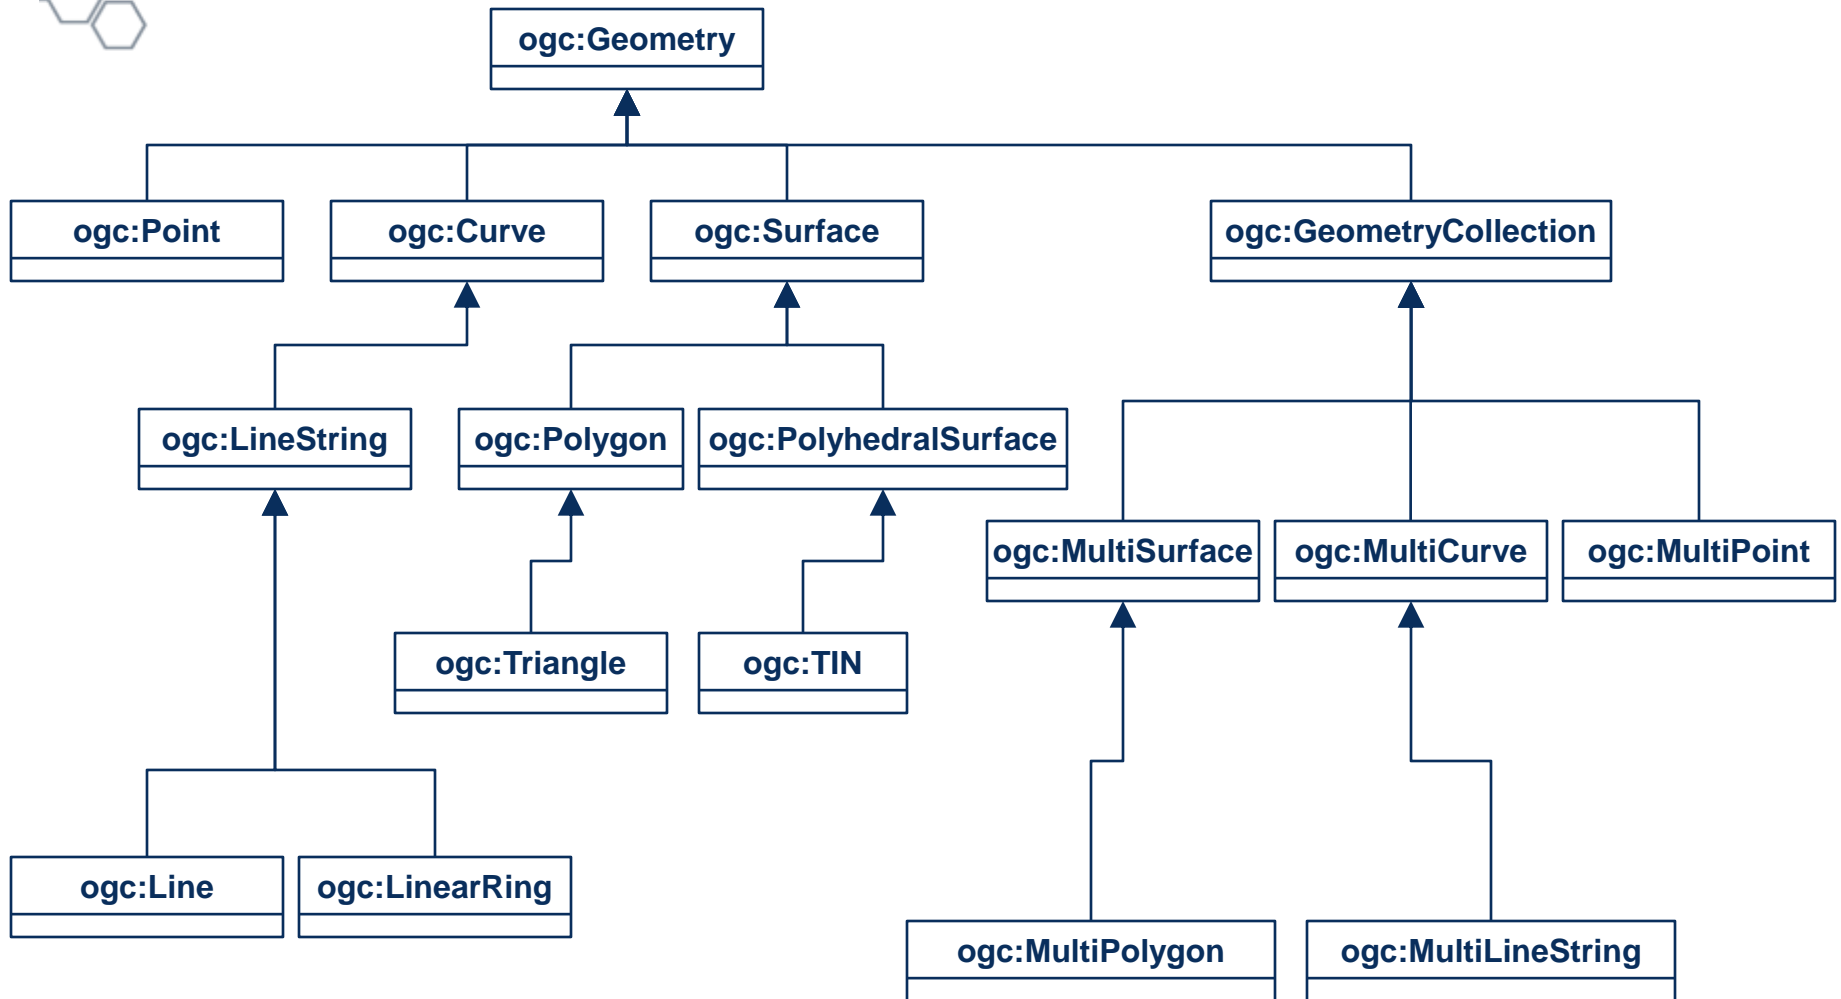 ogc:Geometry
ogc:Point
ogc:Curve
ogc:Surface
ogc:GeometryCollection
ogc:LineString
ogc:Polygon
ogc:PolyhedralSurface
ogc:MultiSurface
ogc:MultiCurve
ogc:MultiPoint
ogc:Triangle
ogc:TIN
ogc:Line
ogc:LinearRing
ogc:MultiPolygon
ogc:MultiLineString